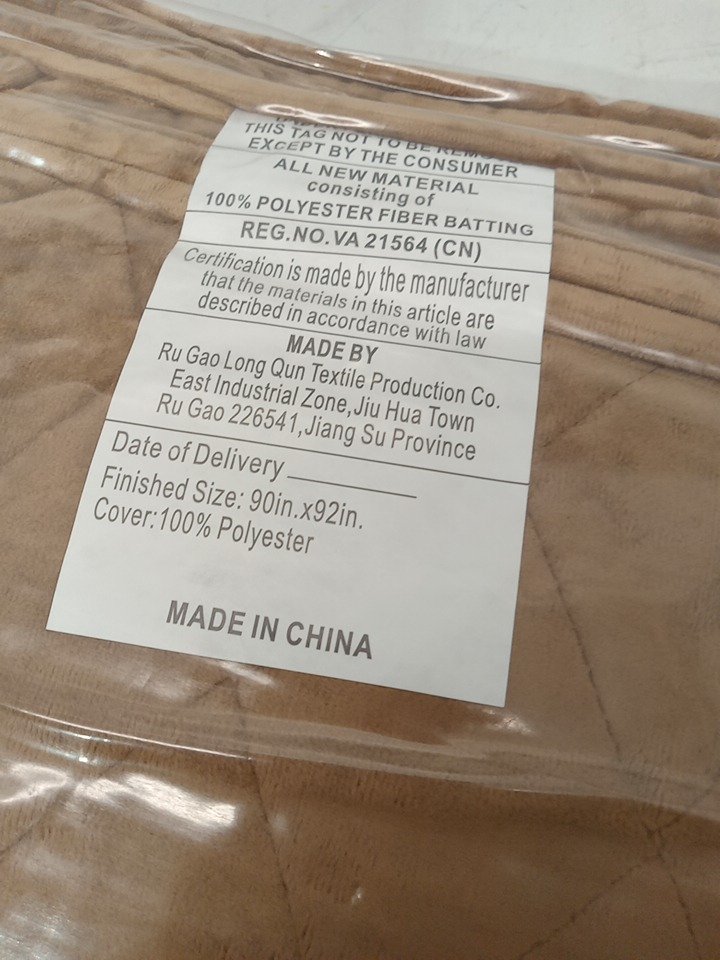 THIS TAG NOT TO BE
EXCEPT BY THE CONSUMER
ALL NEW MATERIAL
consisting of
100% POLYESTER FIBER BATTING
REG.NO.VA 21564 (CN)
Certification is made by the manufacturer
that the materials in this article are
described in accordance with law
MADE BY
Ru Gao Long Qun Textile Production Co.
East Industrial Zone,Jiu Hua Town
Ru Gao 226541,Jiang Su Province
Date of Delivery
Finished Size: 90in.x92in.
Cover:100% Polyester
MADE IN CHINA